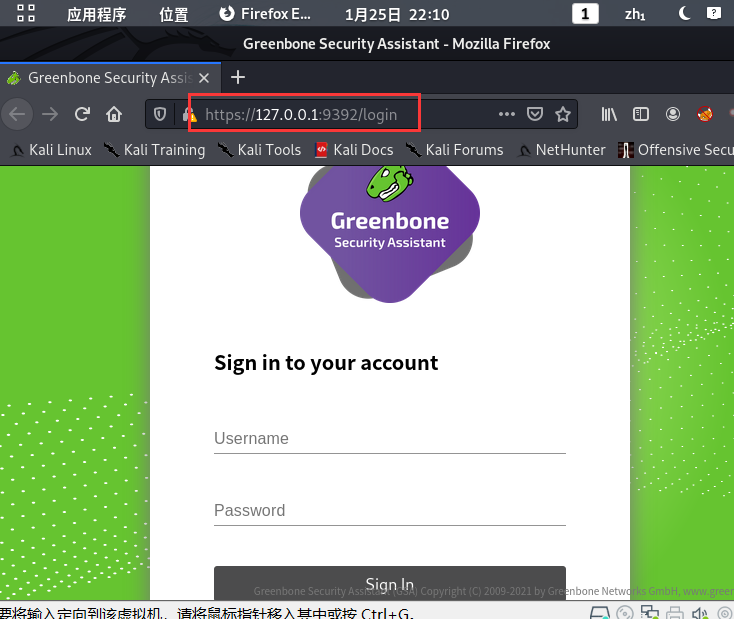 应用程序 位置 Firefox E... 1月25日 22:10 1 zh₁
Greenbone Security Assistant - Mozilla Firefox
Greenbone Security Assis
https://127.0.0.1:9392/login
Kali Linux Kali Training Kali Tools Kali Docs Kali Forums NetHunter Offensive Secu
Greenbone
Security Assistant
Sign in to your account
Username
Password
Sign In
Greenbone Security Assistant (GSA) Copyright (C) 2009-2021 by Greenbone Networks GmbH, www.green
要将输入定向到该虚拟机，请将鼠标指针移入其中或按 Ctrl+G。